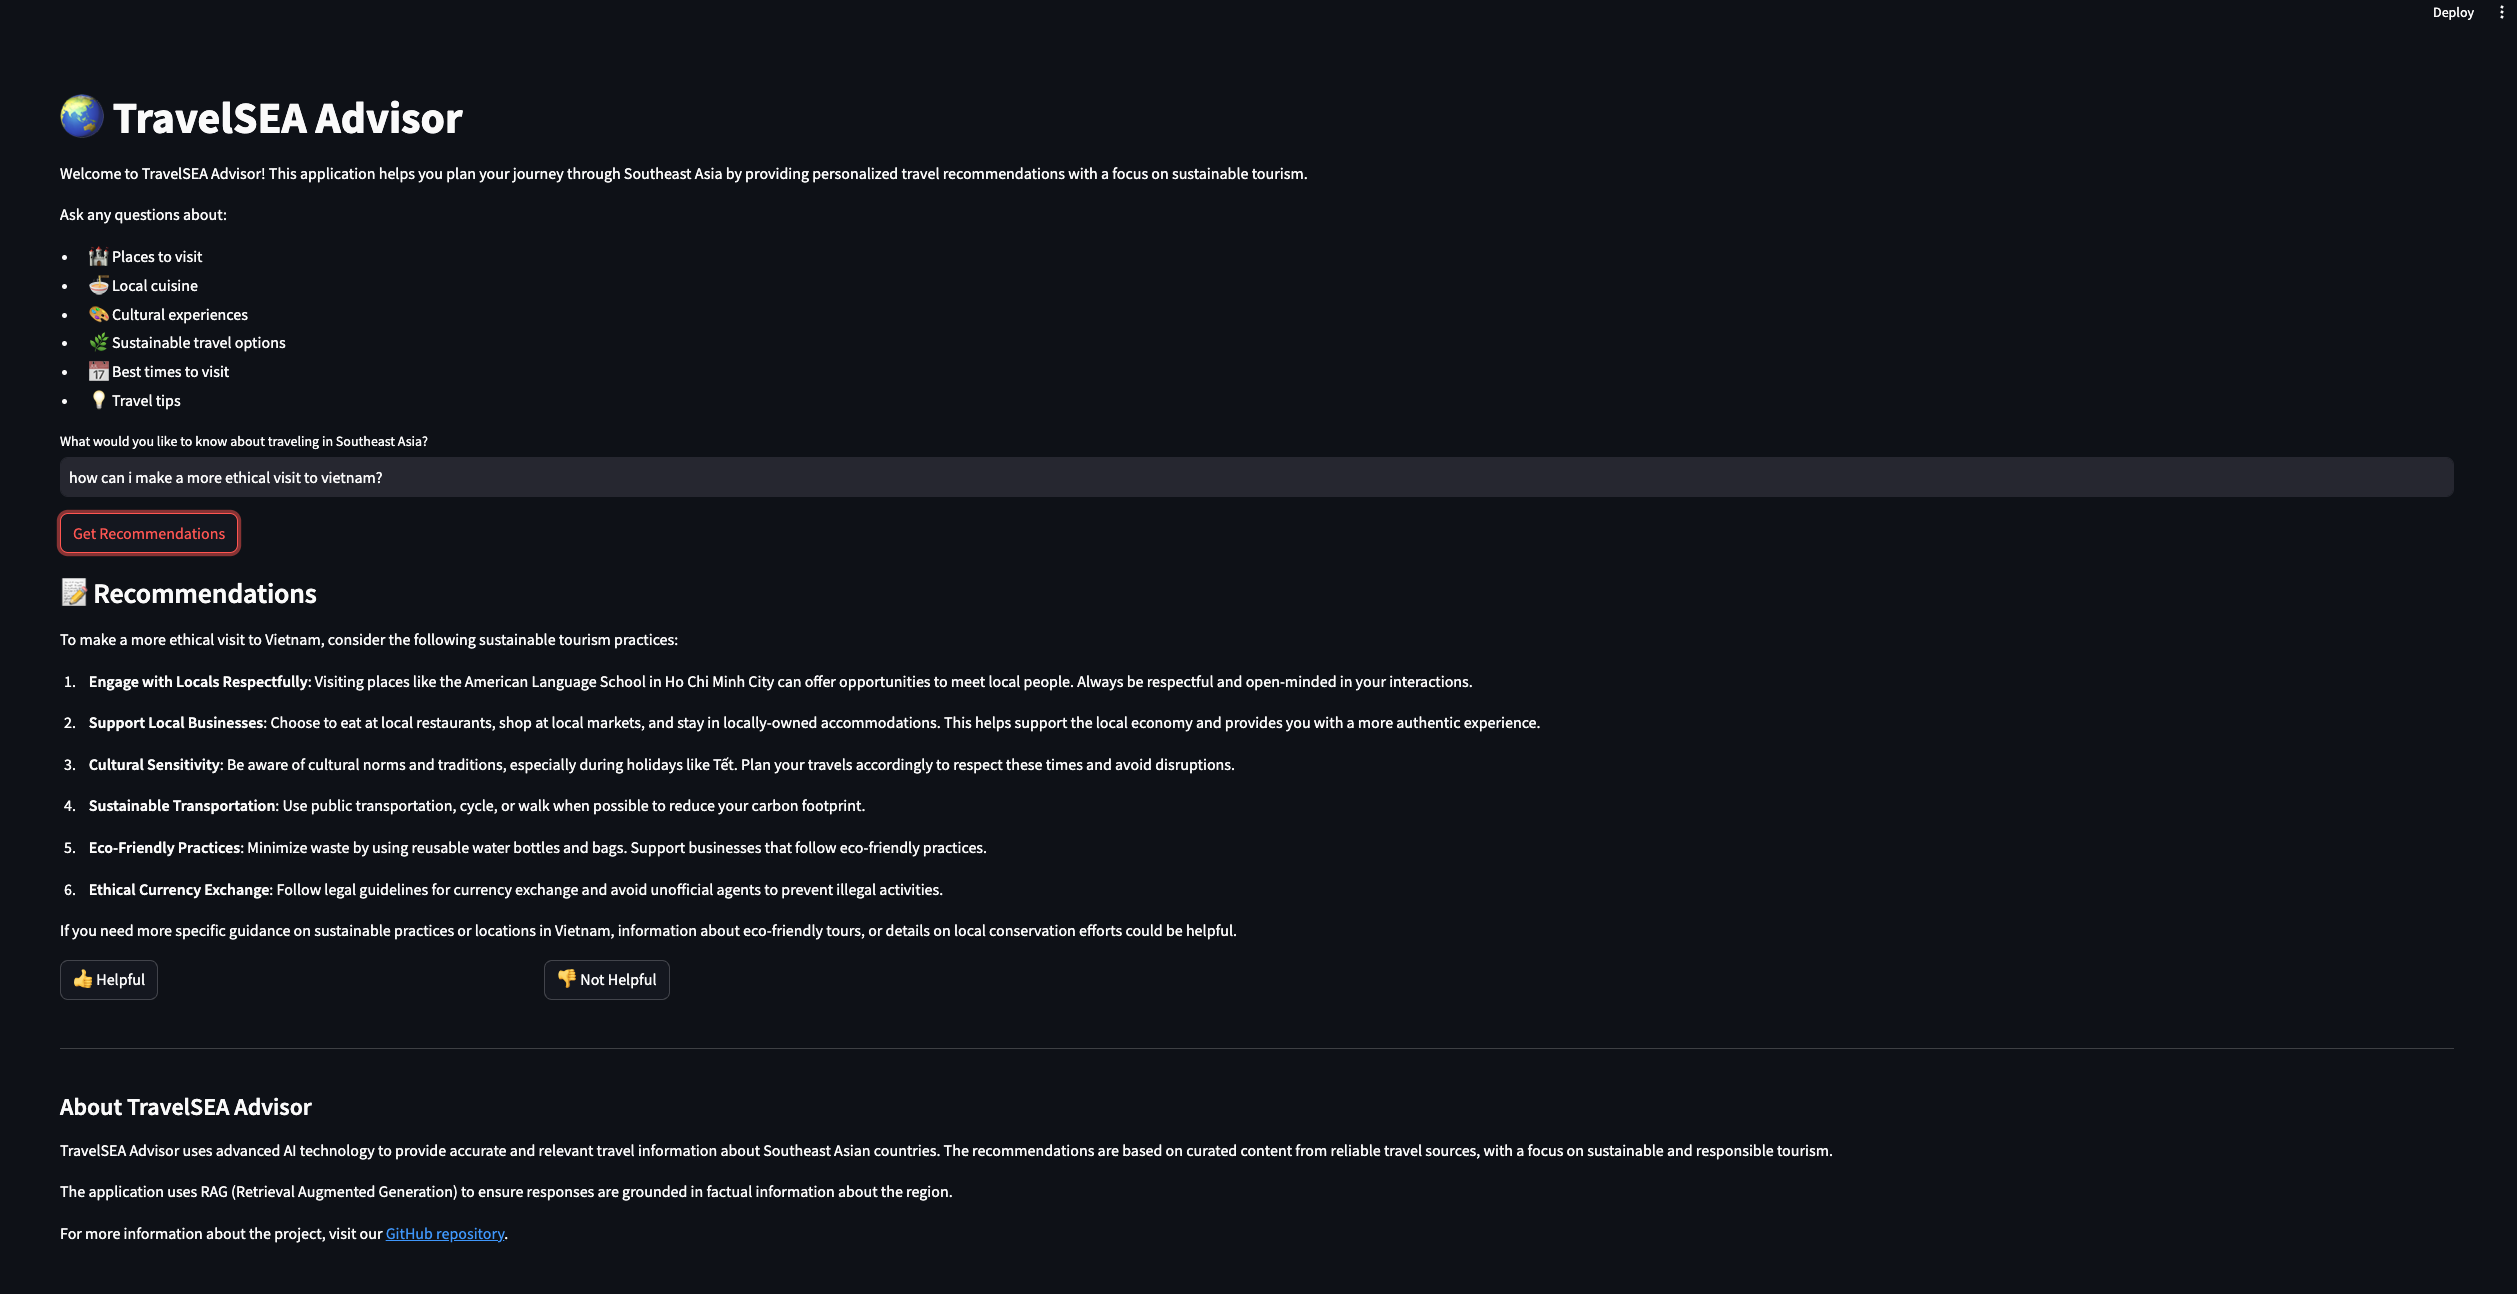 Deploy
TravelSEA Advisor
Welcome to TravelSEA Advisor! This application helps you plan your journey through Southeast Asia by providing personalized travel recommendations with a focus on sustainable tourism.
Ask any questions about:
• 🏰 Places to visit
• 🍜 Local cuisine
• 🎨 Cultural experiences
• 🌿 Sustainable travel options
• 📅 Best times to visit
• 💡 Travel tips
What would you like to know about traveling in Southeast Asia?
how can i make a more ethical visit to vietnam?
Get Recommendations
📝 Recommendations
To make a more ethical visit to Vietnam, consider the following sustainable tourism practices:
1. Engage with Locals Respectfully: Visiting places like the American Language School in Ho Chi Minh City can offer opportunities to meet local people. Always be respectful and open-minded in your interactions.
2. Support Local Businesses: Choose to eat at local restaurants, shop at local markets, and stay in locally-owned accommodations. This helps support the local economy and provides you with a more authentic experience.
3. Cultural Sensitivity: Be aware of cultural norms and traditions, especially during holidays like Tết. Plan your travels accordingly to respect these times and avoid disruptions.
4. Sustainable Transportation: Use public transportation, cycle, or walk when possible to reduce your carbon footprint.
5. Eco-Friendly Practices: Minimize waste by using reusable water bottles and bags. Support businesses that follow eco-friendly practices.
6. Ethical Currency Exchange: Follow legal guidelines for currency exchange and avoid unofficial agents to prevent illegal activities.
If you need more specific guidance on sustainable practices or locations in Vietnam, information about eco-friendly tours, or details on local conservation efforts could be helpful.
👍 Helpful
👎 Not Helpful
About TravelSEA Advisor
TravelSEA Advisor uses advanced AI technology to provide accurate and relevant travel information about Southeast Asian countries. The recommendations are based on curated content from reliable travel sources, with a focus on sustainable and responsible tourism.
The application uses RAG (Retrieval Augmented Generation) to ensure responses are grounded in factual information about the region.
For more information about the project, visit our GitHub repository.